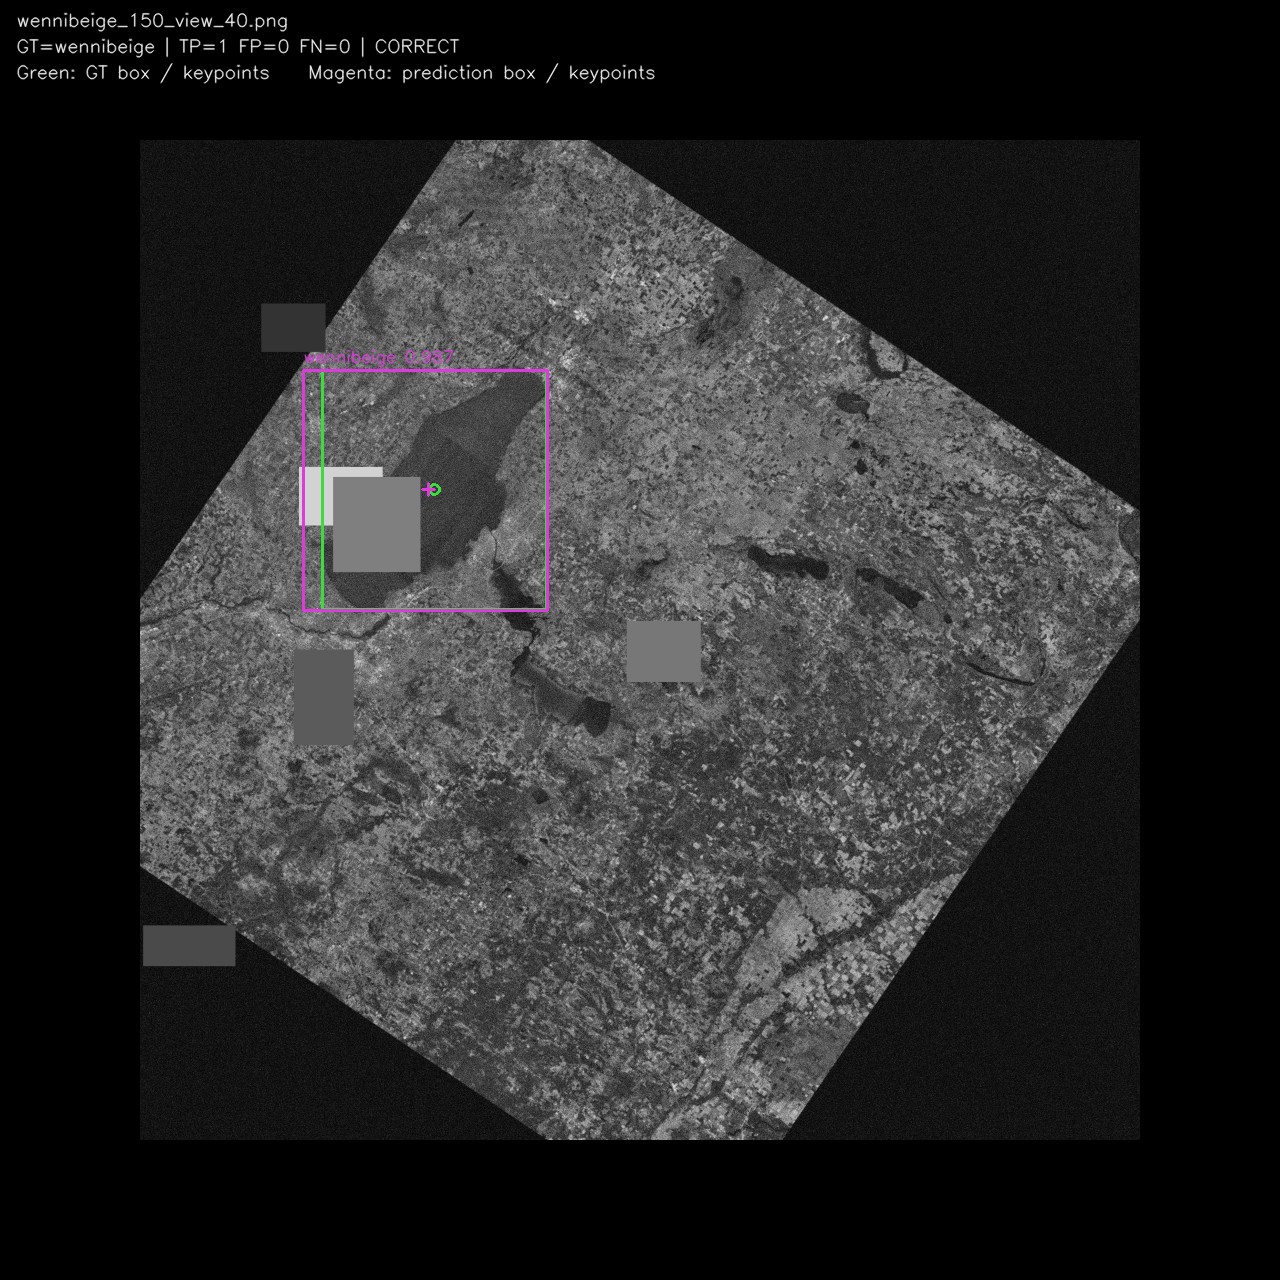 wennibeige_150_view_40.png
GT=wennibeige | TP=1 FP=0 FN=0 | CORRECT
Green: GT box / keypoints    Magenta: prediction box / keypoints
wennibeige